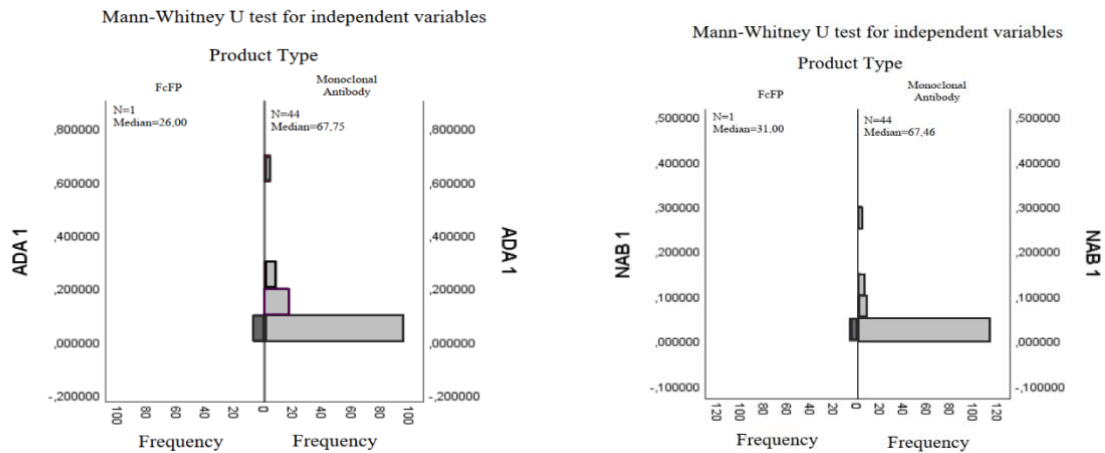 Mann-Whitney U test for independent variables
Product Type
FcFP
Monoclonal
Antibody
N=1
Median=26,00
N=44
Median=67,75
,800000
,600000
,400000
,200000
,000000
-,200000
ADA 1
,800000
,600000
,400000
,200000
,000000
-,200000
ADA 1
100 80 60 40 20 0 20 40 60 80 100
Frequency
Frequency
Mann-Whitney U test for independent variables
Product Type
FcFP
Monoclonal
Antibody
N=1
Median=31,00
N=44
Median=67,46
,500000
,400000
,300000
,200000
,100000
,000000
-,100000
NAB 1
,500000
,400000
,300000
,200000
,100000
,000000
-,100000
NAB 1
120 100 80 60 40 20 0 20 40 60 80 100 120
Frequency
Frequency